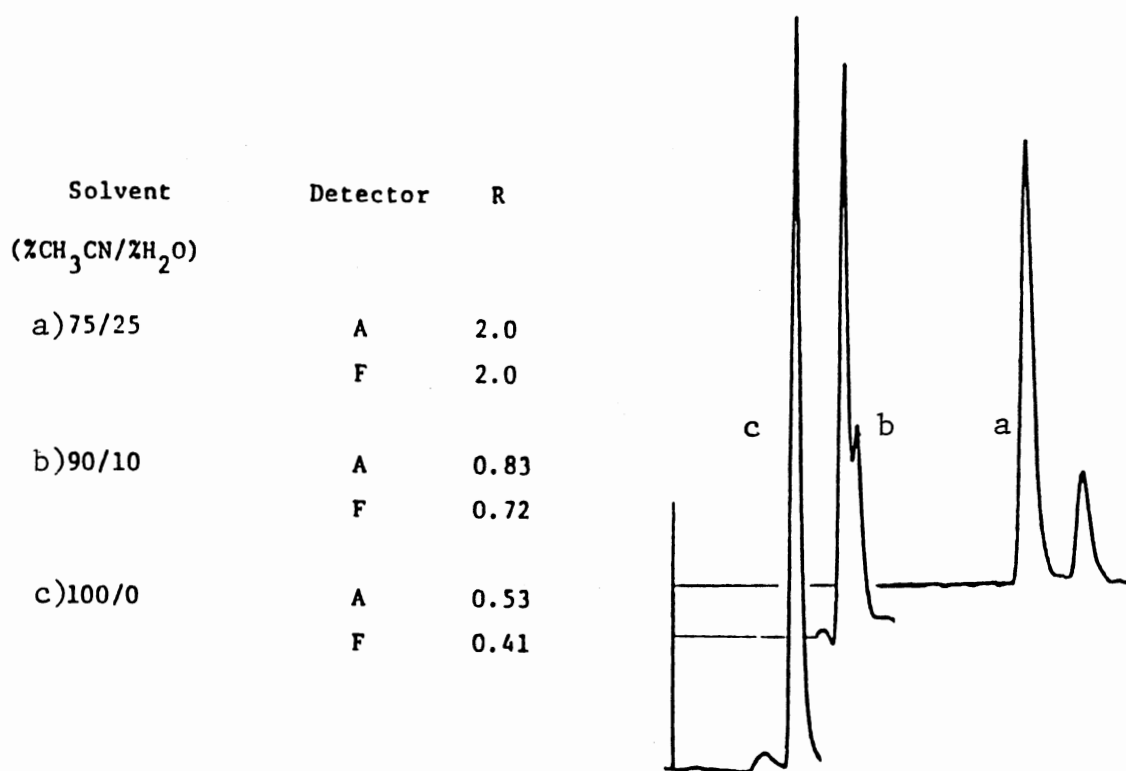 Solvent Detector R
(%CH₃CN/%H₂O)
a)75/25 A 2.0
F 2.0
b)90/10 A 0.83
F 0.72
c)100/0 A 0.53
F 0.41
c b a